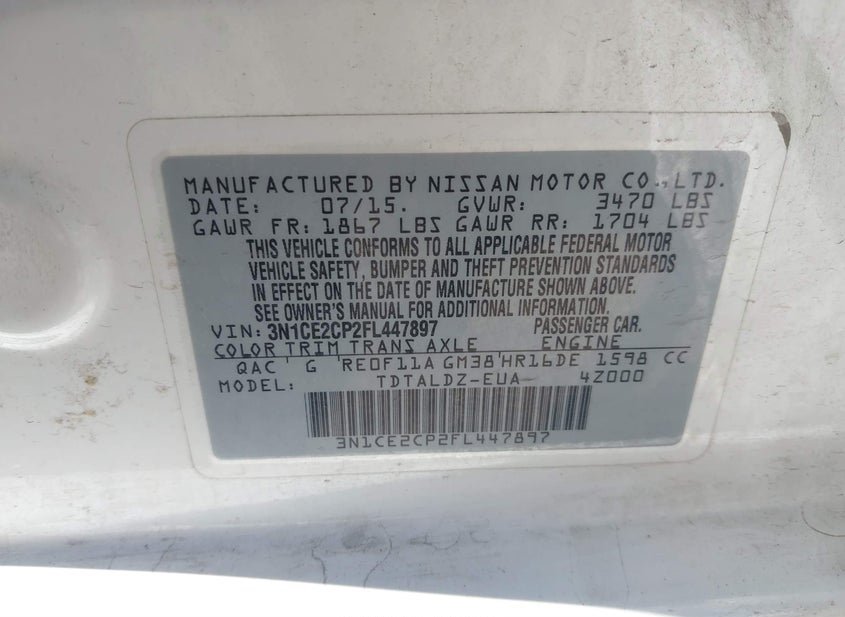 MANUFACTURED BY NISSAN MOTOR CO.,LTD.
DATE: 07/15. GVWR: 3470 LBS
GAWR FR: 1867 LBS GAWR RR: 1704 LBS
THIS VEHICLE CONFORMS TO ALL APPLICABLE FEDERAL MOTOR
VEHICLE SAFETY, BUMPER AND THEFT PREVENTION STANDARDS
IN EFFECT ON THE DATE OF MANUFACTURE SHOWN ABOVE.
SEE OWNER'S MANUAL FOR ADDITIONAL INFORMATION.
VIN: 3N1CE2CP2FL447897 PASSENGER CAR.
COLOR TRIM TRANS AXLE ENGINE
QAC G RE0F11A GM38 HR16DE 1598 CC
MODEL: TDTALDZ-EUA 4Z000
3N1CE2CP2FL447897